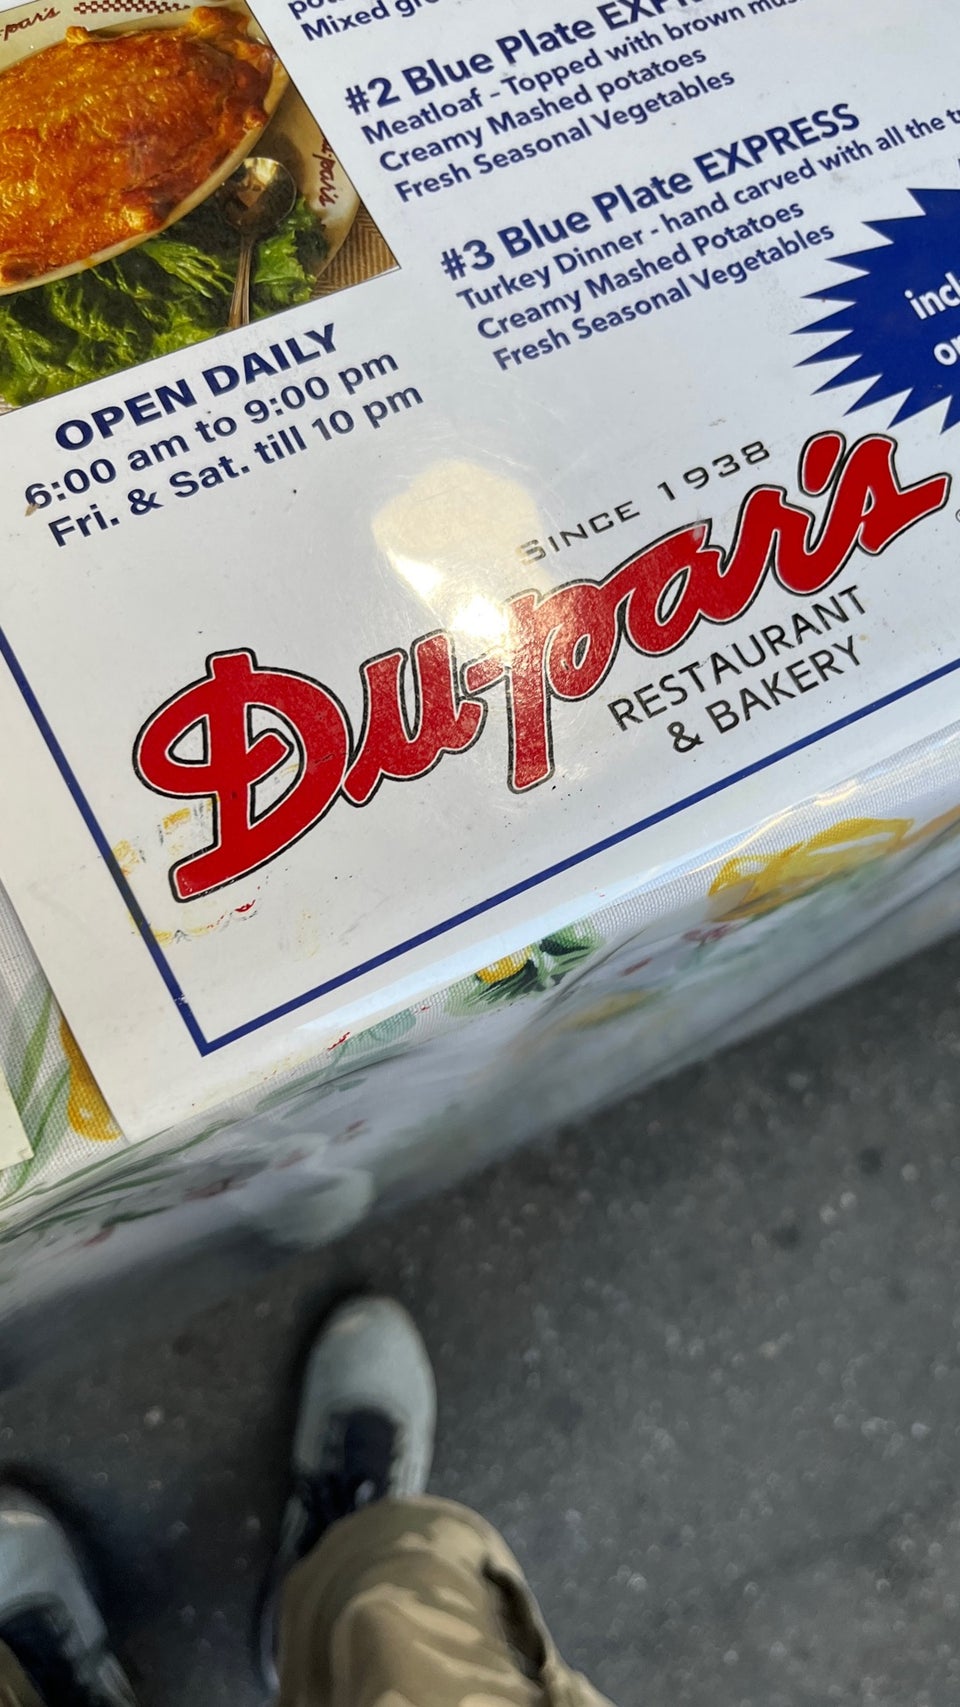 Mixed
#2 Blue Plate
Meatloaf - Topped with brown
Creamy Mashed potatoes
Fresh Seasonal Vegetables
#3 Blue Plate EXPRESS
Turkey Dinner - hand carved with all the
Creamy Mashed Potatoes
Fresh Seasonal Vegetables
OPEN DAILY
6:00 am to 9:00 pm
Fri. & Sat. till 10 pm
SINCE 1938
Du-par's
RESTAURANT
& BAKERY